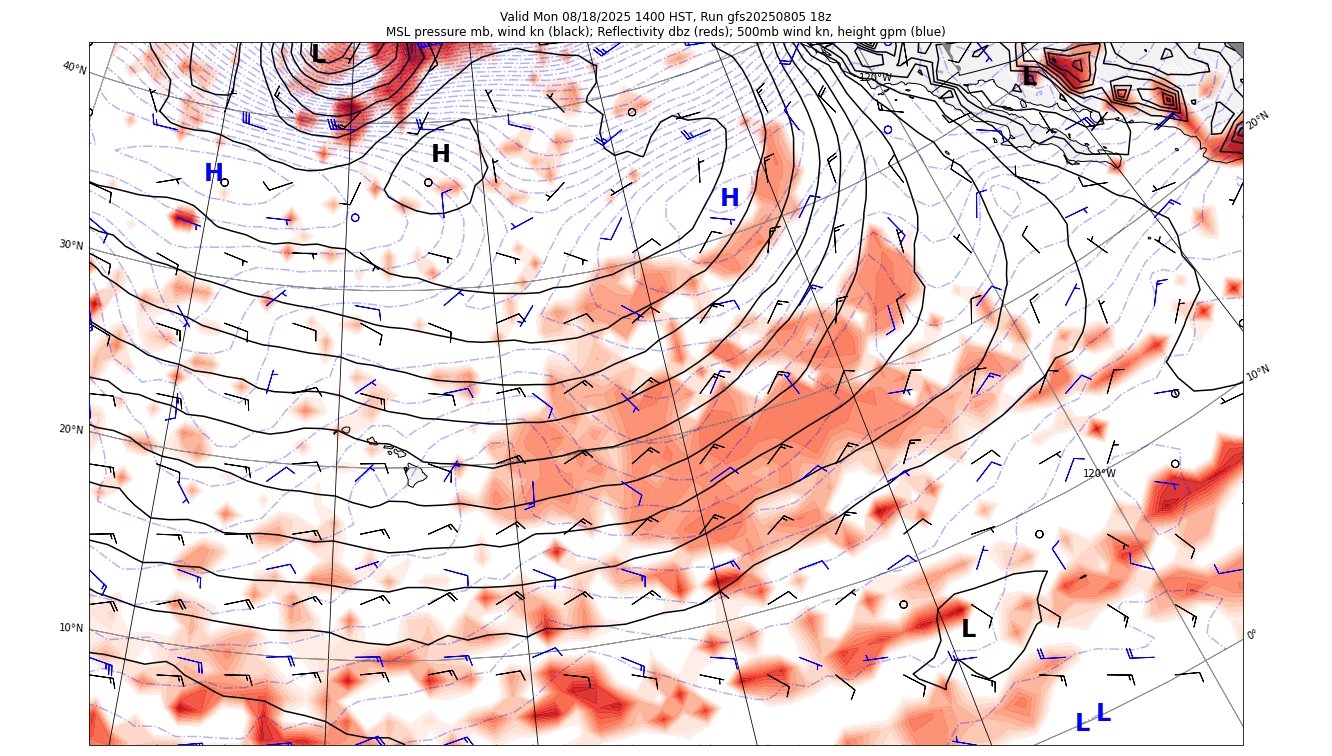 Valid Mon 08/18/2025 1400 HST, Run gfs20250805 18z
MSL pressure mb, wind kn (black); Reflectivity dbz (reds); 500mb wind kn, height gpm (blue)
L
40°N
120°W
L
20°N
H
H
H
30°N
10°N
20°N
120°W
10°N
L
0°
L
L